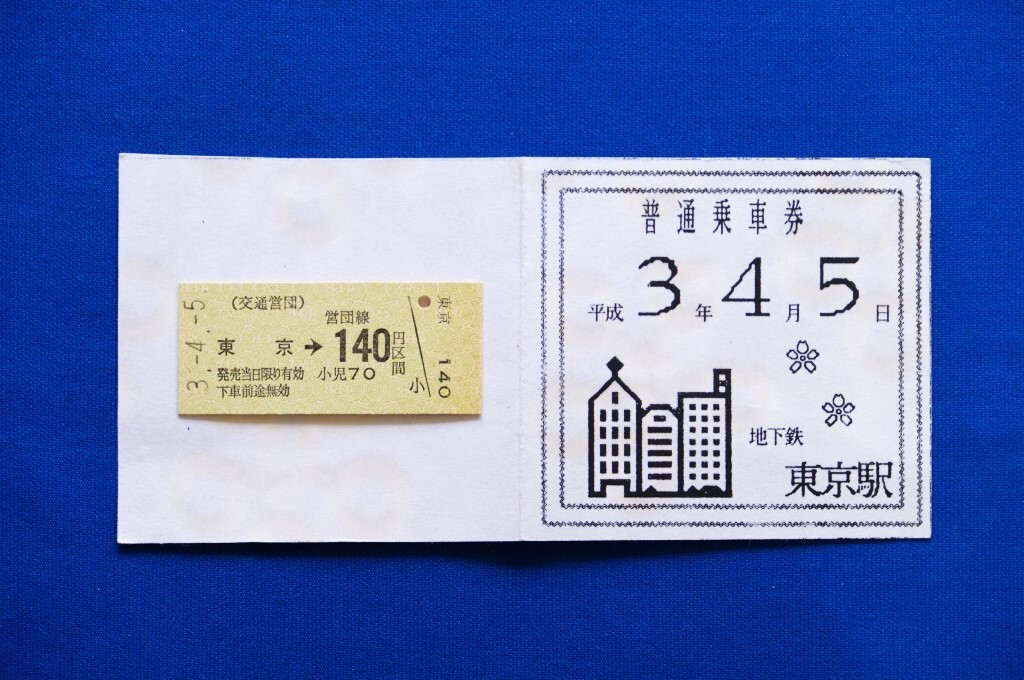 3.-4.-5
（交通営団）
営団線
東京→140円区間
発売当日限り有効 小児70
下車前途無効
小
東京
140
普通乗車券
平成3年4月5日
地下鉄
東京駅